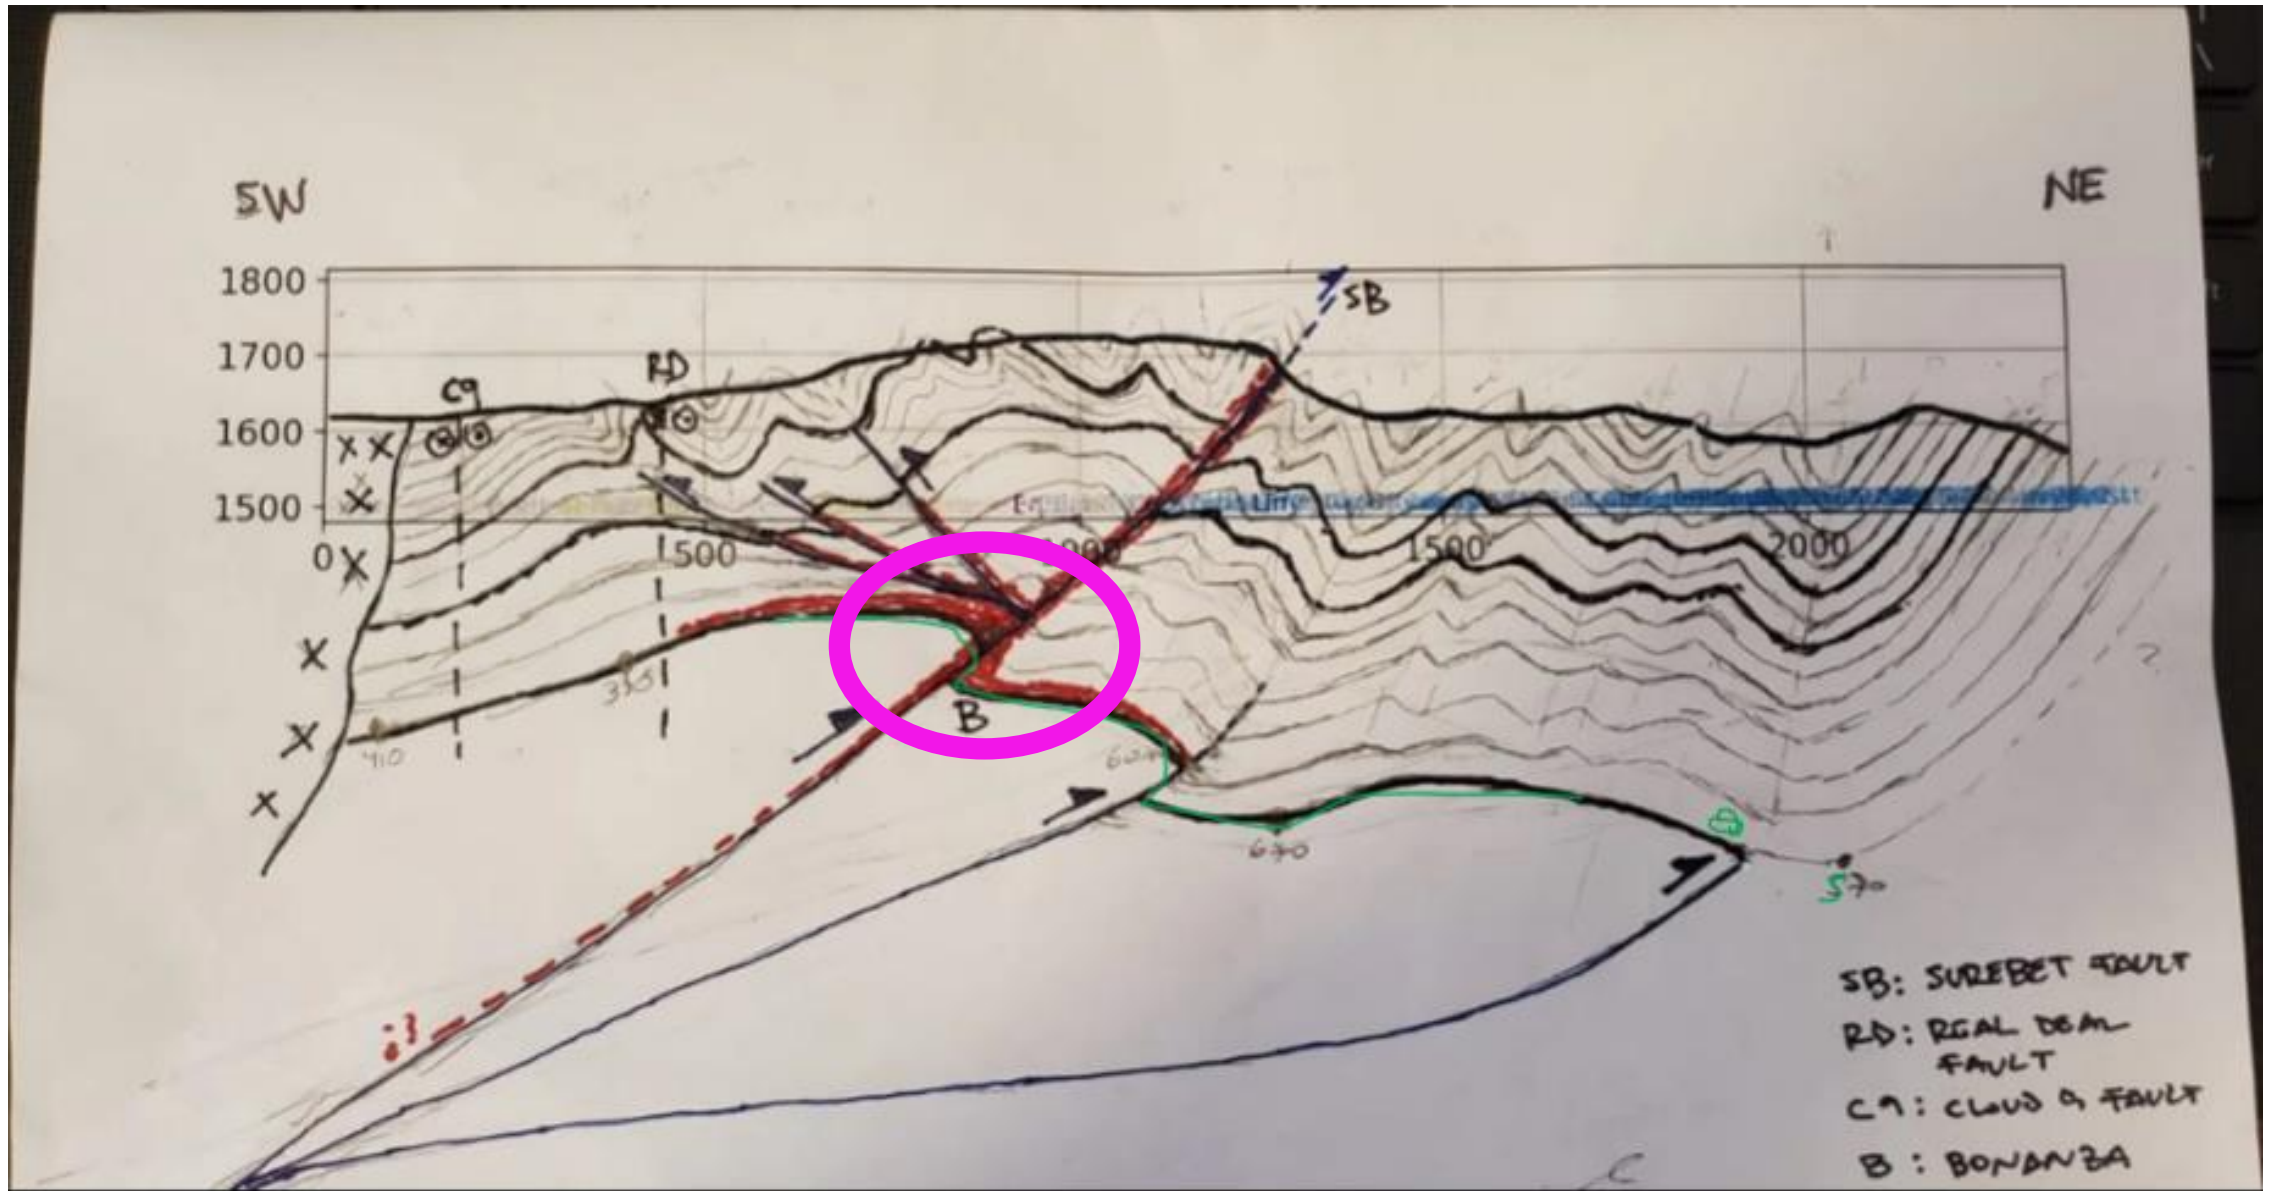 SW
NE
1800
SB
1700
RD
C9
1600
1500
0
500
1000
1500
2000
?
B
410
670
570
SB: SUREBET FAULT
RD: REAL DEAL
FAULT
C9: CLOUD 9 FAULT
B: BONANZA